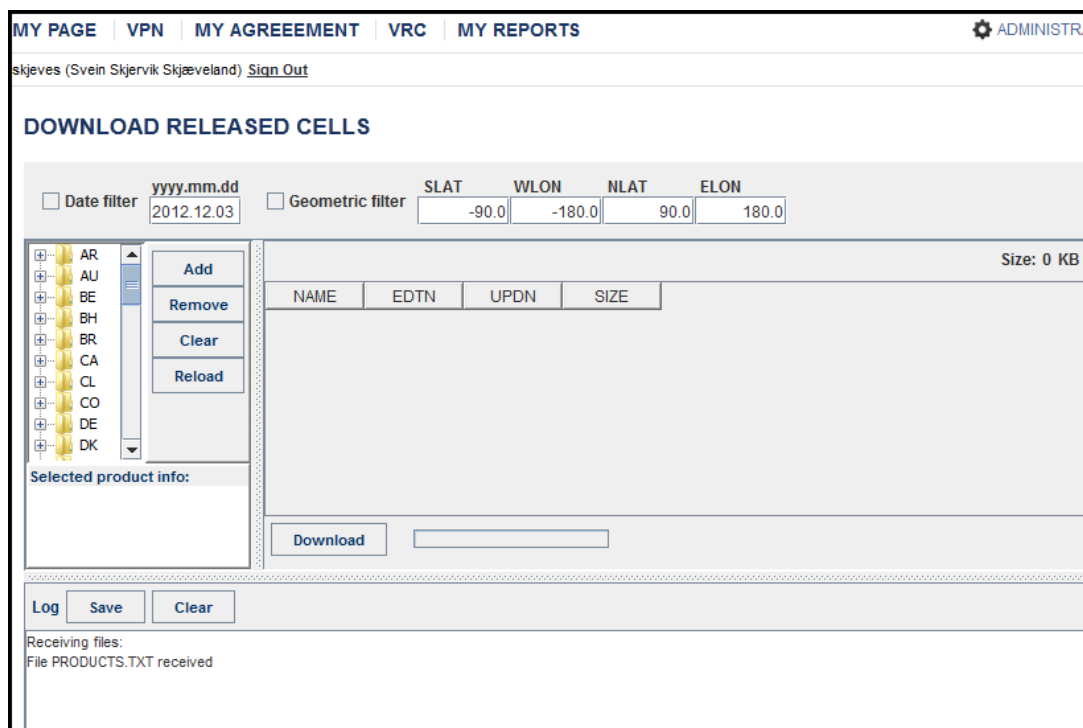 MY PAGE VPN MY AGREEEMENT VRC MY REPORTS
skjeves (Svein Skjervik Skjæveland) Sign Out
DOWNLOAD RELEASED CELLS
Date filter
yyyy.mm.dd
2012.12.03
Geometric filter
SLAT WLON NLAT ELON
-90.0 -180.0 90.0 180.0
AR
AU
BE
BH
BR
CA
CL
CO
DE
DK
Add
Remove
Clear
Reload
Selected product info:
Size: 0 KB
NAME EDTN UPDN SIZE
Download
Log Save Clear
Receiving files:
File PRODUCTS.TXT received